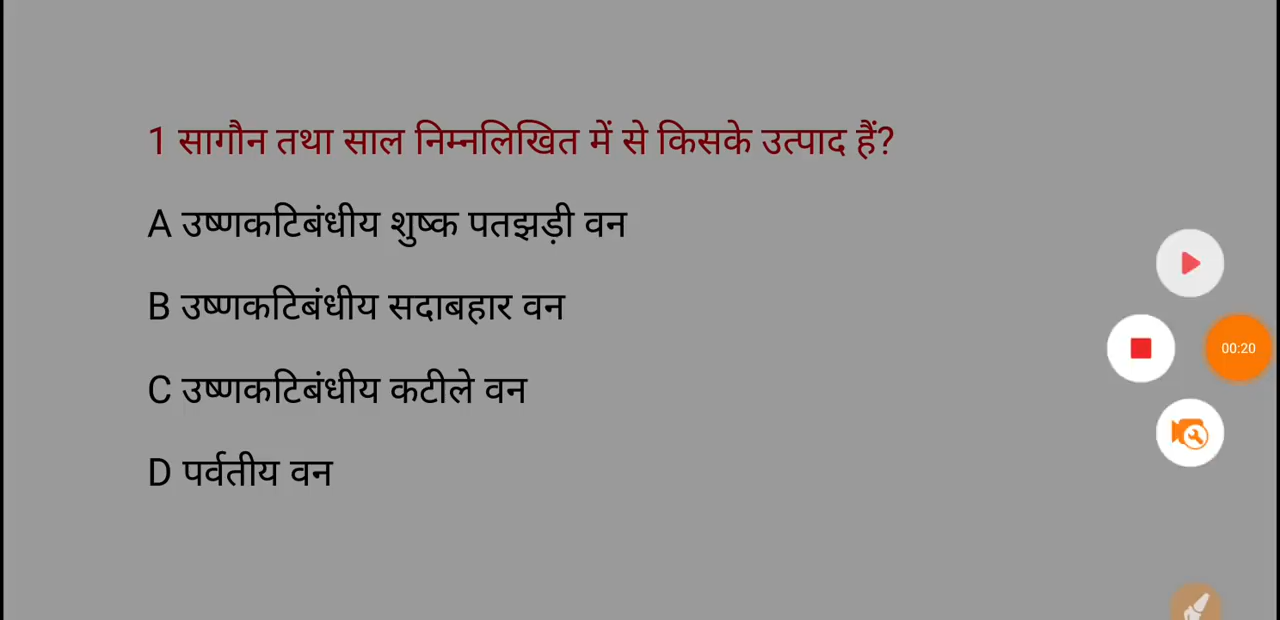 1 सागौन तथा साल निम्नलिखित में से किसके उत्पाद हैं?
A उष्णकटिबंधीय शुष्क पतझड़ी वन
B उष्णकटिबंधीय सदाबहार वन
C उष्णकटिबंधीय कटीले वन
D पर्वतीय वन
00:20